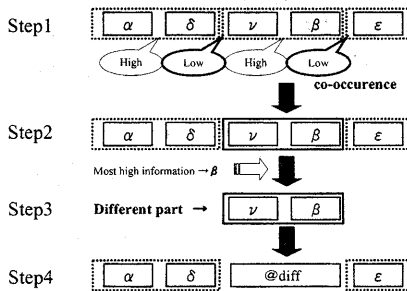 Step1 α δ ν β ε
High Low High Low
co-occurence
Step2 α δ ν β ε
Most high information → β
Step3 Different part → ν β
Step4 α δ @diff ε